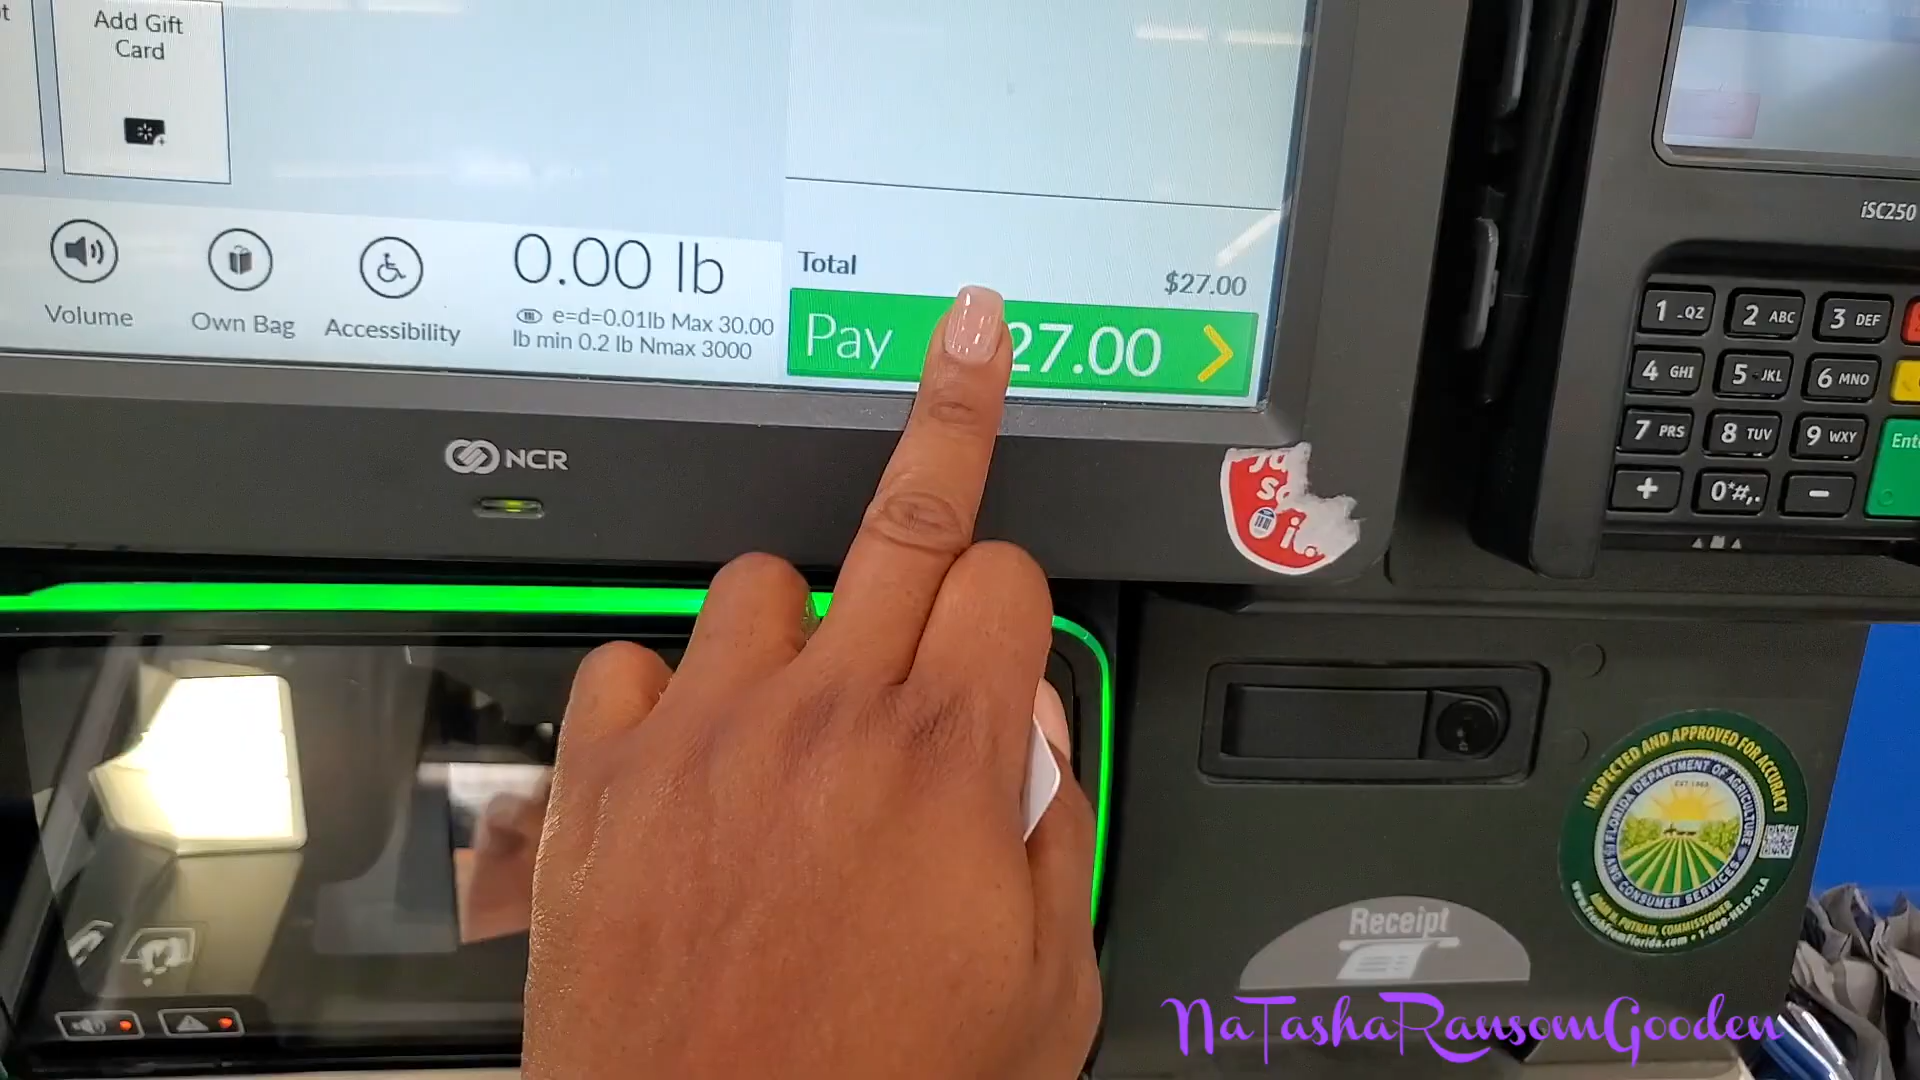 Add Gift
Card
Volume
Own Bag
Accessibility
0.00 lb
e=d=0.01lb Max 30.00
lb min 0.2 lb Nmax 3000
Total
$27.00
Pay
27.00
NCR
iSC250
1 .QZ
2 ABC
3 DEF
4 GHI
5 JKL
6 MNO
7 PRS
8 TUV
9 WXY
Ent
+
0*#,.
-
INSPECTED AND APPROVED FOR ACCURACY
FLORIDA DEPARTMENT OF AGRICULTURE
AND CONSUMER SERVICES
ADAM H. PUTNAM, COMMISSIONER
www.FreshFromFlorida.com • 1-800-HELP-FLA
Receipt
NaTashaRansomGooden